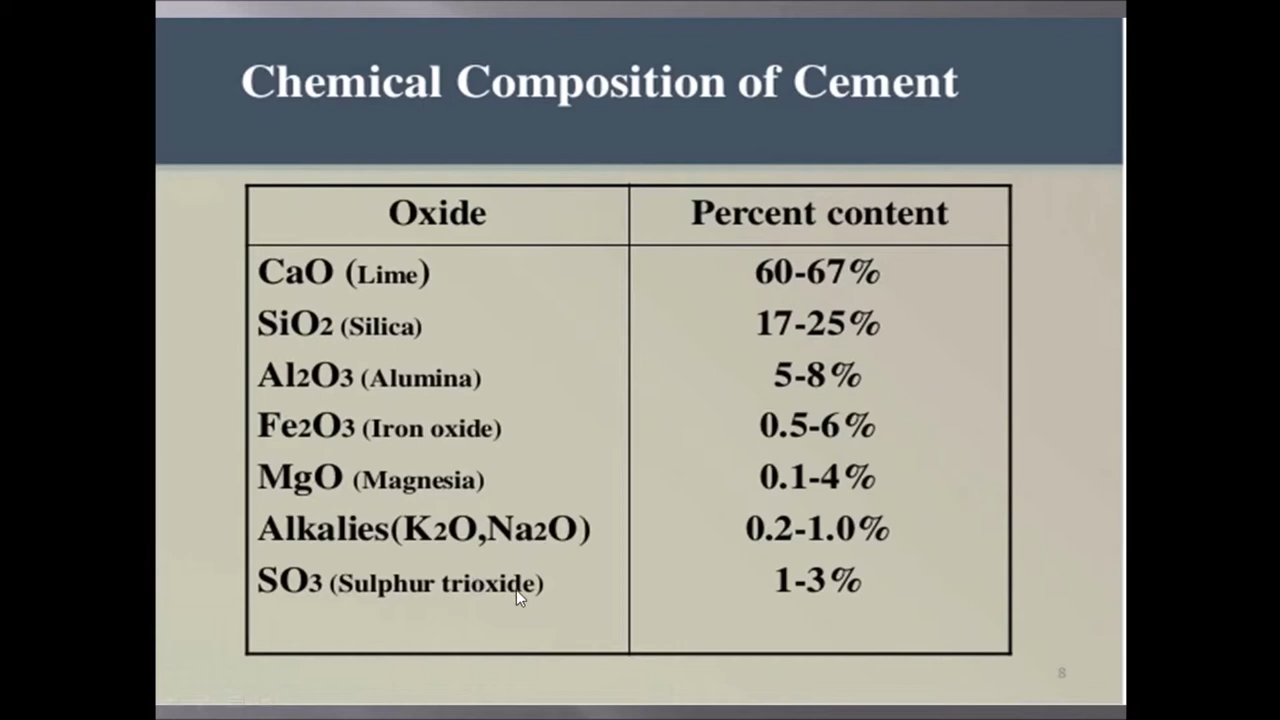 Chemical Composition of Cement
Oxide Percent content
CaO (Lime) 60-67%
SiO2 (Silica) 17-25%
Al2O3 (Alumina) 5-8%
Fe2O3 (Iron oxide) 0.5-6%
MgO (Magnesia) 0.1-4%
Alkalies(K2O,Na2O) 0.2-1.0%
SO3 (Sulphur trioxide) 1-3%
8